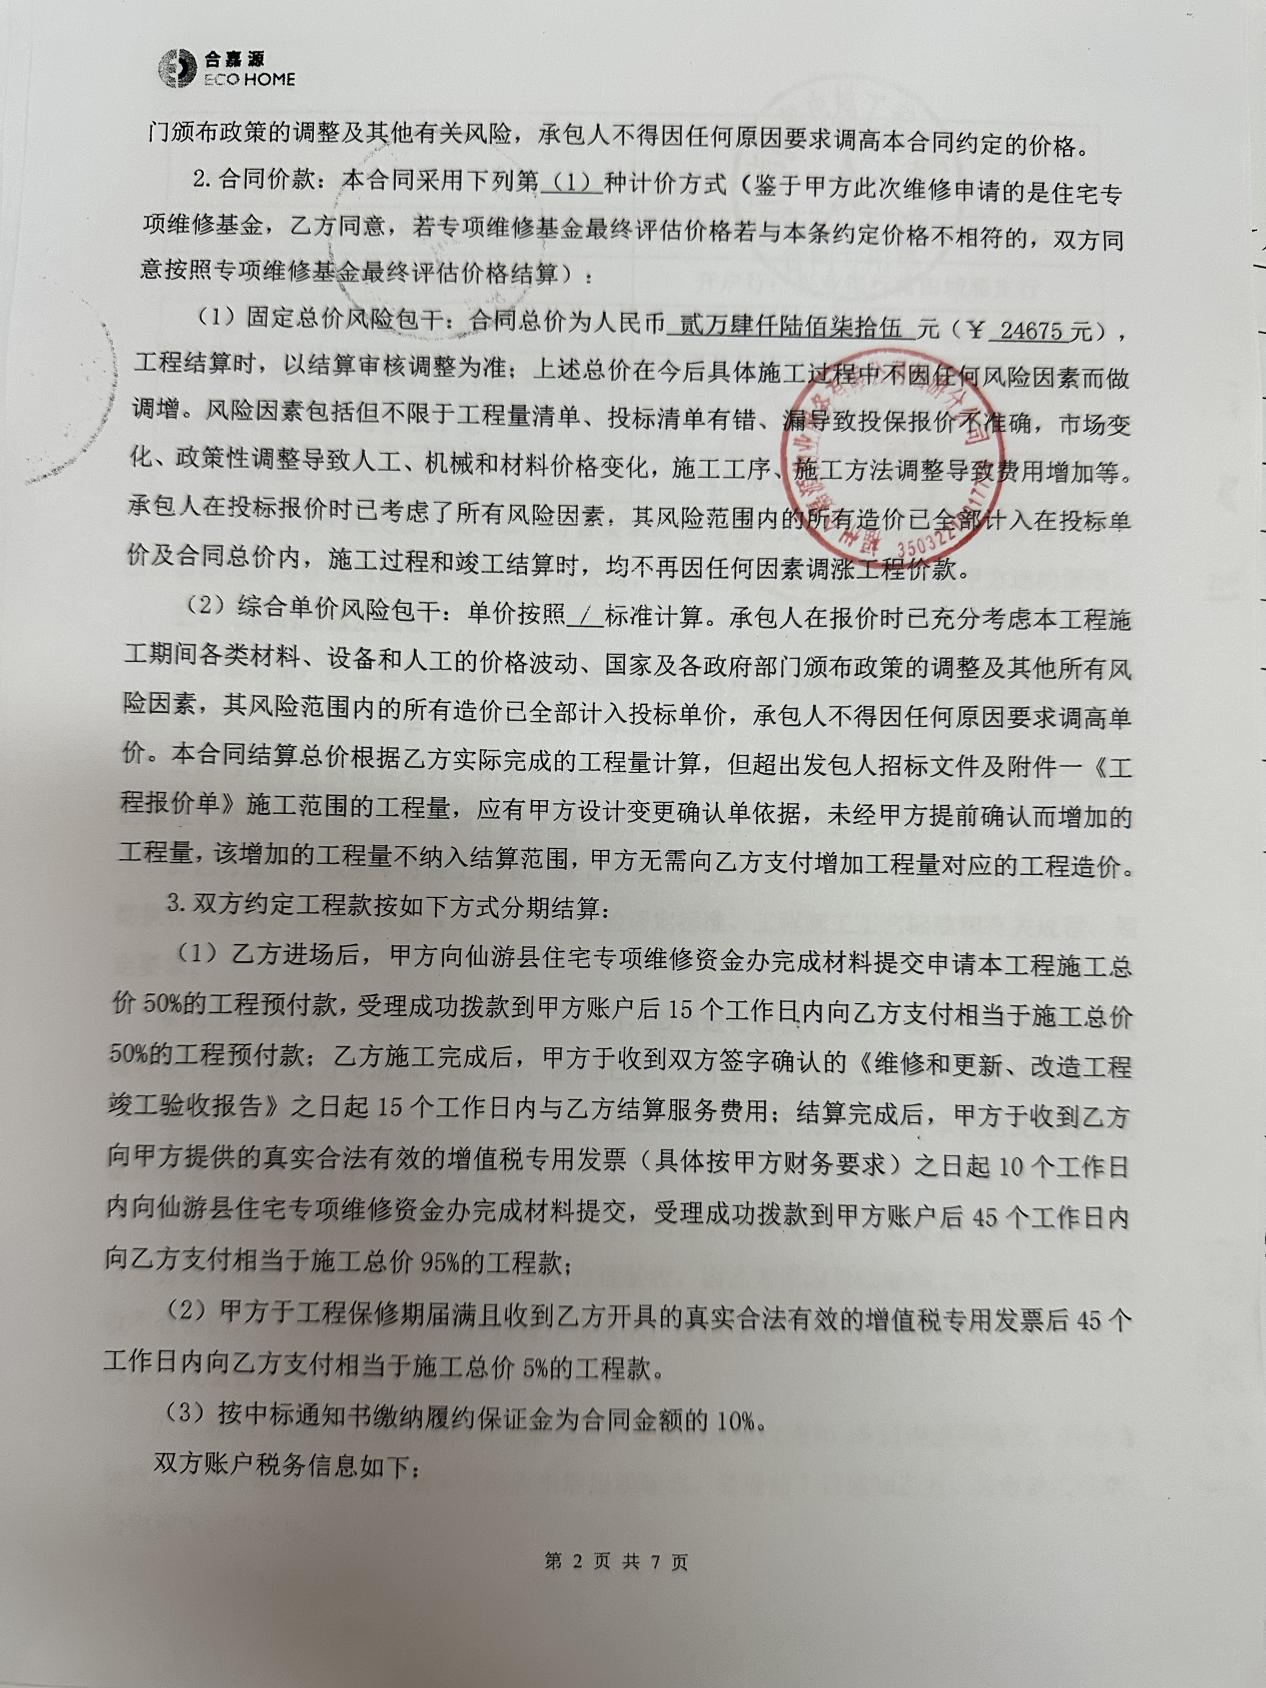 合嘉源
ECO HOME
门颁布政策的调整及其他有关风险，承包人不得因任何原因要求调高本合同约定的价格。
2.合同价款：本合同采用下列第（1）种计价方式（鉴于甲方此次维修申请的是住宅专
项维修基金，乙方同意，若专项维修基金最终评估价格若与本条约定价格不相符的，双方同
意按照专项维修基金最终评估价格结算）：
（1）固定总价风险包干：合同总价为人民币 贰万肆仟陆佰柒拾伍 元（￥ 24675 元），
工程结算时，以结算审核调整为准；上述总价在今后具体施工过程中不因任何风险因素而做
调增。风险因素包括但不限于工程量清单、投标清单有错、漏导致投保报价不准确，市场变
化、政策性调整导致人工、机械和材料价格变化，施工工序、施工方法调整导致费用增加等。
承包人在投标报价时已考虑了所有风险因素，其风险范围内的所有造价已全部计入在投标单
价及合同总价内，施工过程和竣工结算时，均不再因任何因素调涨工程价款。
（2）综合单价风险包干：单价按照 / 标准计算。承包人在报价时已充分考虑本工程施
工期间各类材料、设备和人工的价格波动、国家及各政府部门颁布政策的调整及其他所有风
险因素，其风险范围内的所有造价已全部计入投标单价，承包人不得因任何原因要求调高单
价。本合同结算总价根据乙方实际完成的工程量计算，但超出发包人招标文件及附件一《工
程报价单》施工范围的工程量，应有甲方设计变更确认单依据，未经甲方提前确认而增加的
工程量，该增加的工程量不纳入结算范围，甲方无需向乙方支付增加工程量对应的工程造价。
3.双方约定工程款按如下方式分期结算：
（1）乙方进场后，甲方向仙游县住宅专项维修资金办完成材料提交申请本工程施工总
价 50%的工程预付款，受理成功拨款到甲方账户后 15 个工作日内向乙方支付相当于施工总价
50%的工程预付款；乙方施工完成后，甲方于收到双方签字确认的《维修和更新、改造工程
竣工验收报告》之日起 15 个工作日内与乙方结算服务费用；结算完成后，甲方于收到乙方
向甲方提供的真实合法有效的增值税专用发票（具体按甲方财务要求）之日起 10 个工作日
内向仙游县住宅专项维修资金办完成材料提交，受理成功拨款到甲方账户后 45 个工作日内
向乙方支付相当于施工总价 95%的工程款；
（2）甲方于工程保修期届满且收到乙方开具的真实合法有效的增值税专用发票后 45 个
工作日内向乙方支付相当于施工总价 5%的工程款。
（3）按中标通知书缴纳履约保证金为合同金额的 10%。
双方账户税务信息如下：
第 2 页 共 7 页